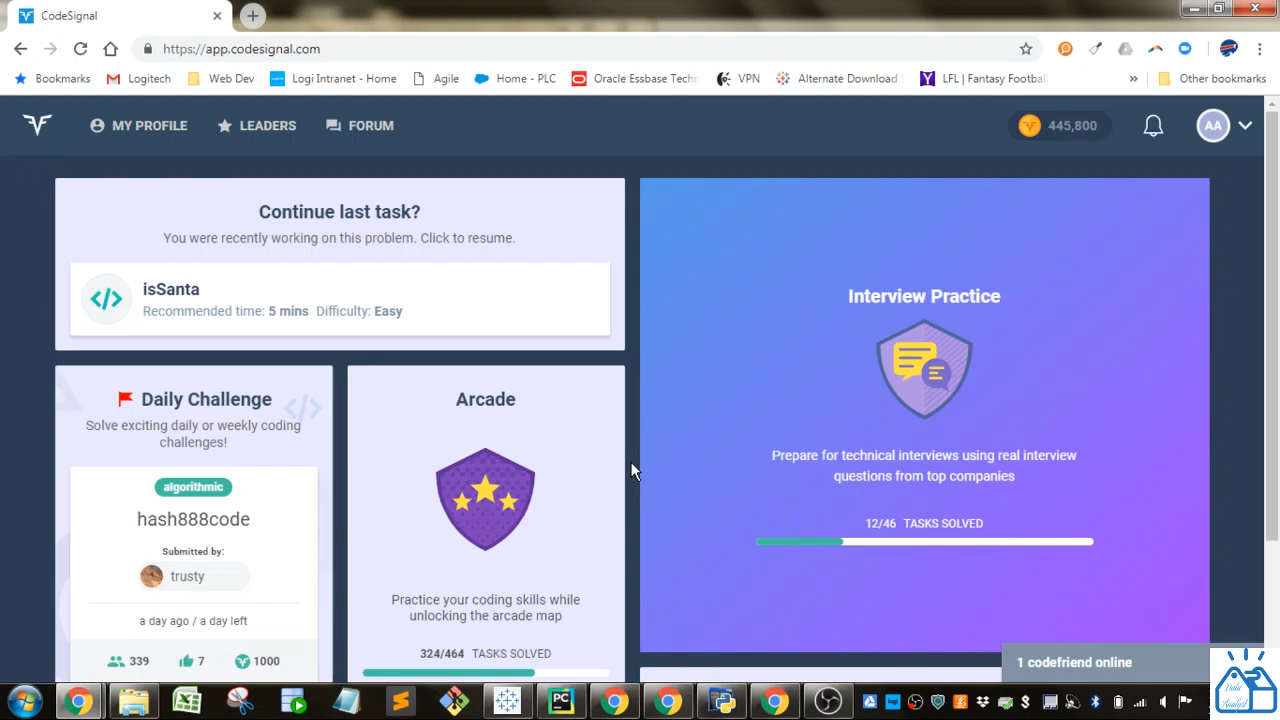 CodeSignal
https://app.codesignal.com
Bookmarks
Logitech
Web Dev
Logi Intranet - Home
Agile
Home - PLC
Oracle Essbase Techn
VPN
Alternate Download S
LFL | Fantasy Football
»
Other bookmarks
MY PROFILE
LEADERS
FORUM
445,800
AA
Continue last task?
You were recently working on this problem. Click to resume.
</>
isSanta
Recommended time: 5 mins Difficulty: Easy
Daily Challenge
Solve exciting daily or weekly coding
challenges!
algorithmic
hash888code
Submitted by:
trusty
a day ago / a day left
339
7
1000
Arcade
Practice your coding skills while
unlocking the arcade map
324/464 TASKS SOLVED
Interview Practice
Prepare for technical interviews using real interview
questions from top companies
12/46 TASKS SOLVED
1 codefriend online
PC
Data
Analyst